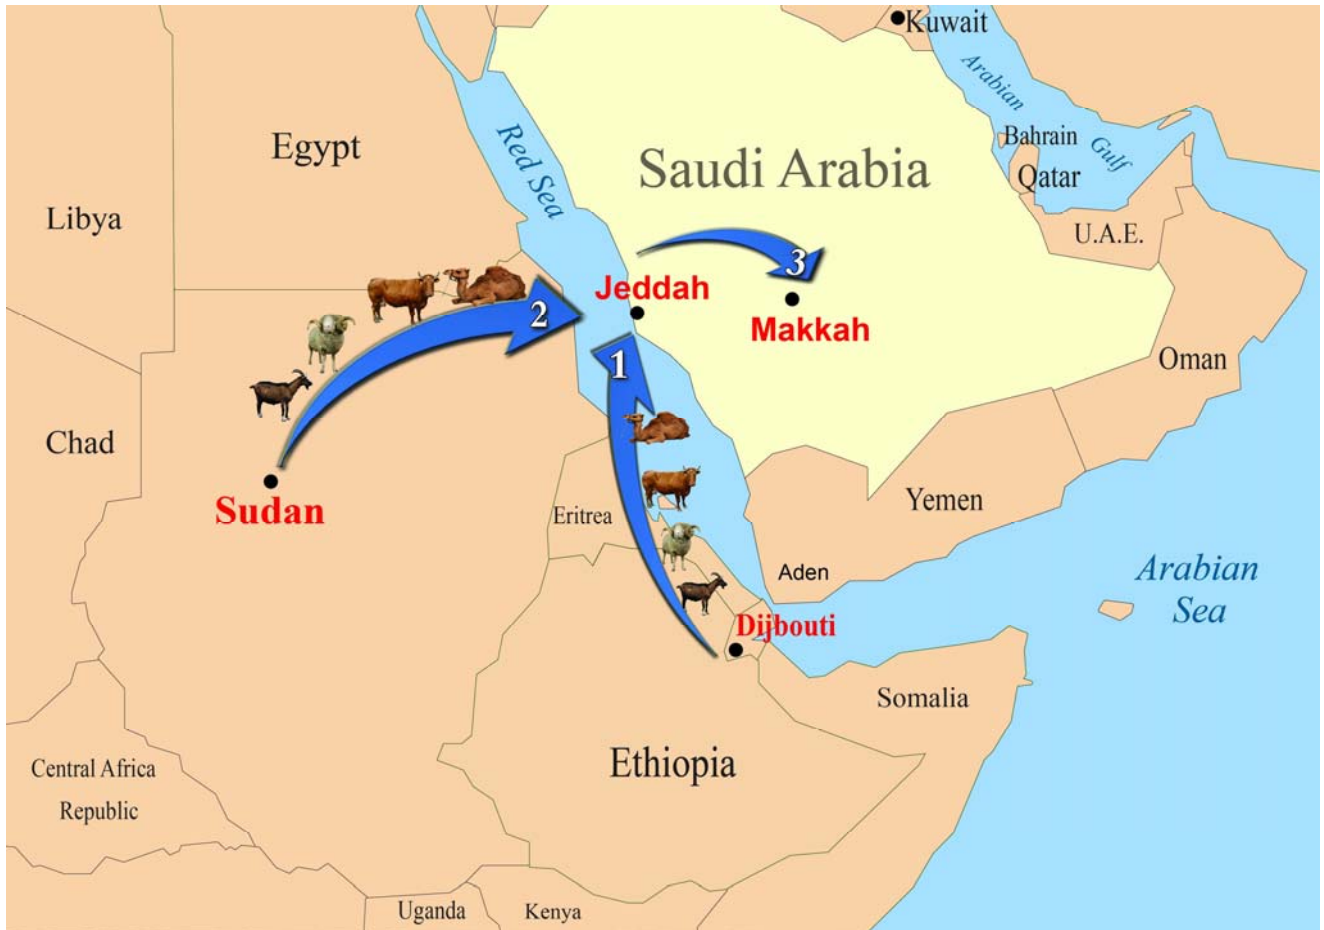 Kuwait
Arabian
Gulf
Bahrain
Qatar
Egypt
Red Sea
Saudi Arabia
Libya
U.A.E.
3
Jeddah
2
Makkah
1
Oman
Chad
Sudan
Eritrea
Yemen
Aden
Arabian
Sea
Dijbouti
Somalia
Ethiopia
Central Africa
Republic
Uganda
Kenya